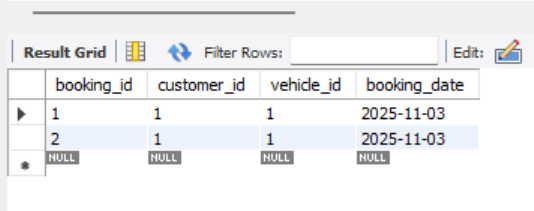 Result Grid Filter Rows: Edit:
booking_id customer_id vehicle_id booking_date
1 1 1 2025-11-03
2 1 1 2025-11-03
NULL NULL NULL NULL